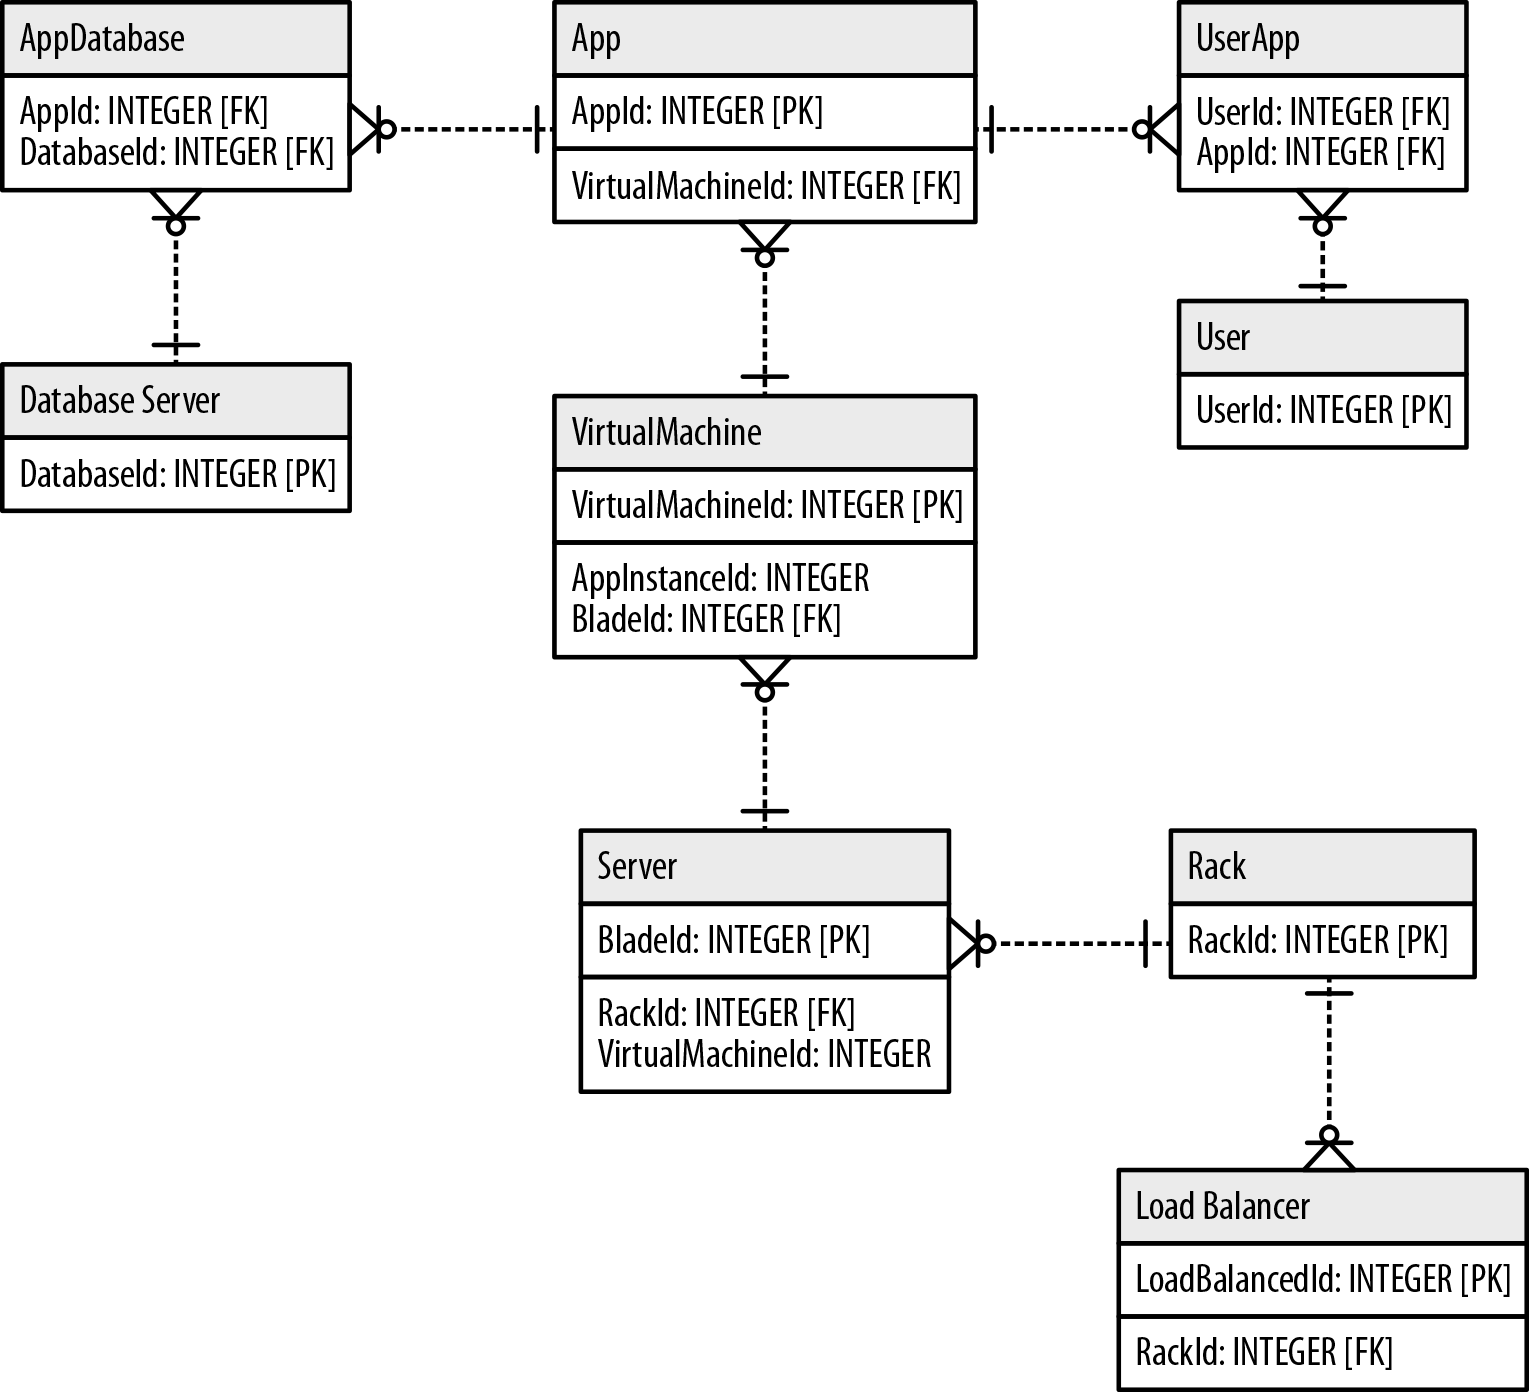 AppDatabase
AppId: INTEGER [FK]
DatabaseId: INTEGER [FK]
App
AppId: INTEGER [PK]
VirtualMachineId: INTEGER [FK]
UserApp
UserId: INTEGER [FK]
AppId: INTEGER [FK]
User
UserId: INTEGER [PK]
Database Server
DatabaseId: INTEGER [PK]
VirtualMachine
VirtualMachineId: INTEGER [PK]
AppInstanceId: INTEGER
BladeId: INTEGER [FK]
Server
BladeId: INTEGER [PK]
RackId: INTEGER [FK]
VirtualMachineId: INTEGER
Rack
RackId: INTEGER [PK]
Load Balancer
LoadBalancedId: INTEGER [PK]
RackId: INTEGER [FK]